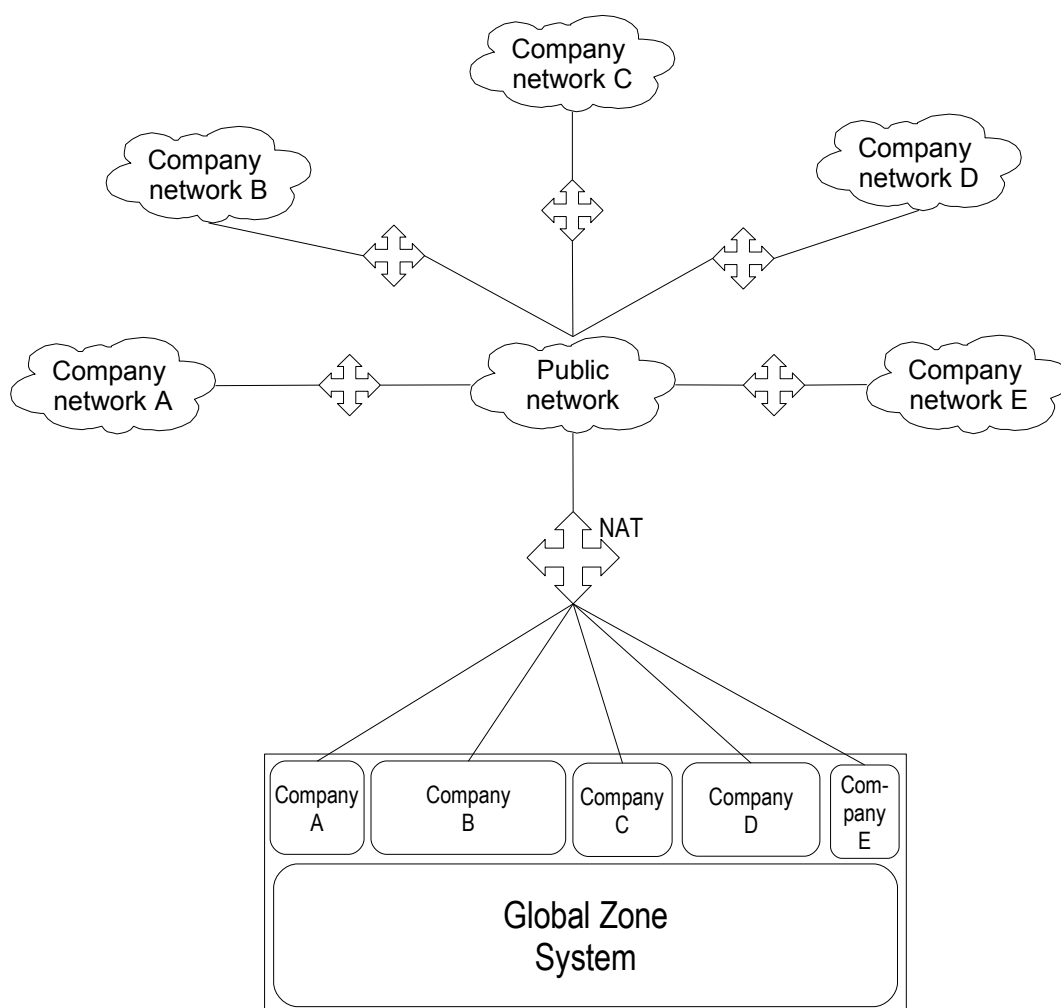 Company
network C
Company
network B
Company
network D
Company
network A
Public
network
Company
network E
NAT
Company
A
Company
B
Company
C
Company
D
Com-
pany
E
Global Zone
System